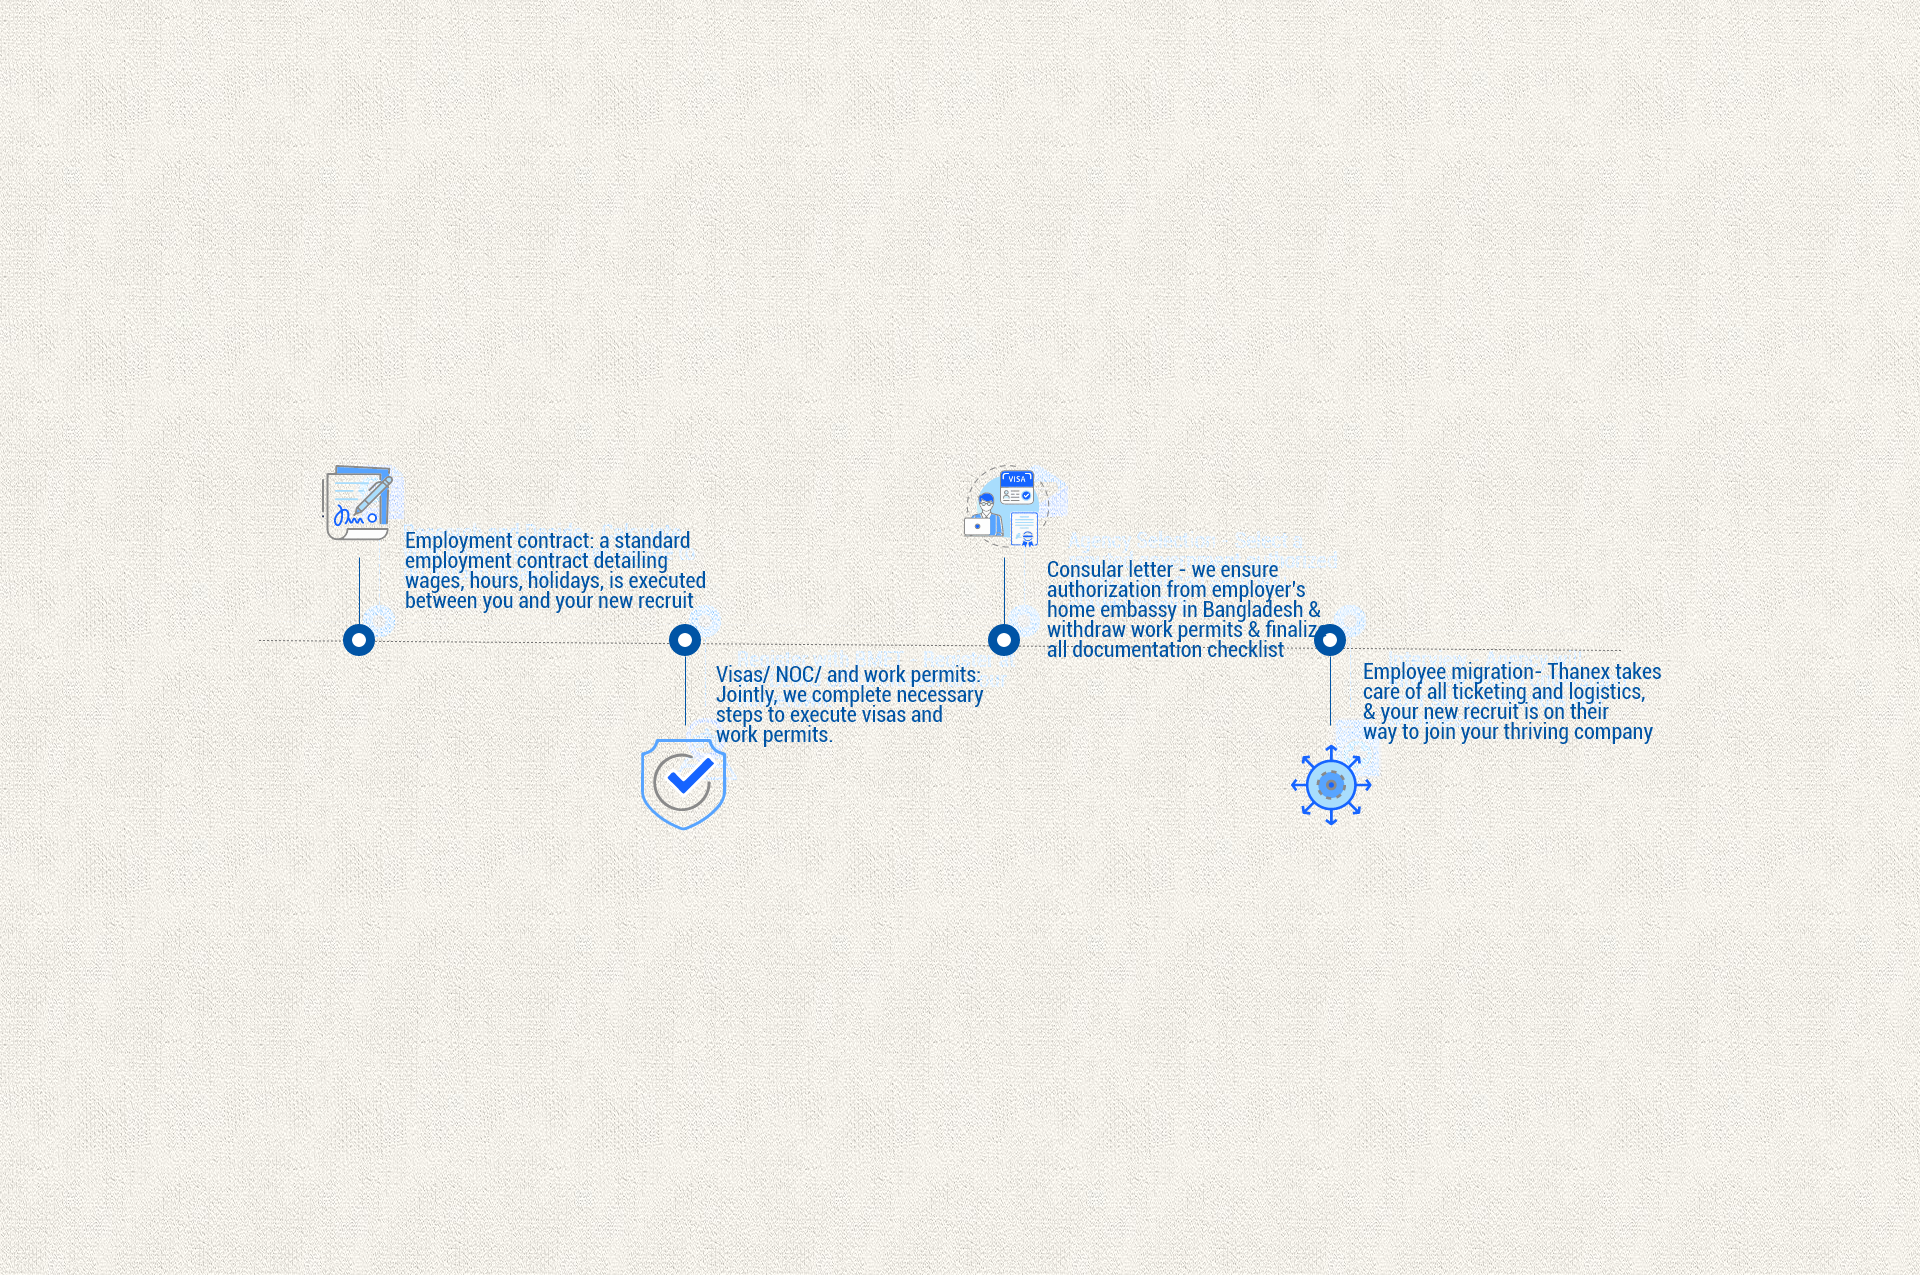 VISA
Employment contract: a standard
employment contract detailing
wages, hours, holidays, is executed
between you and your new recruit
Visas/ NOC/ and work permits:
Jointly, we complete necessary
steps to execute visas and
work permits.
Consular letter - we ensure
authorization from employer's
home embassy in Bangladesh &
withdraw work permits & finalize
all documentation checklist
Employee migration- Thanex takes
care of all ticketing and logistics,
& your new recruit is on their
way to join your thriving company